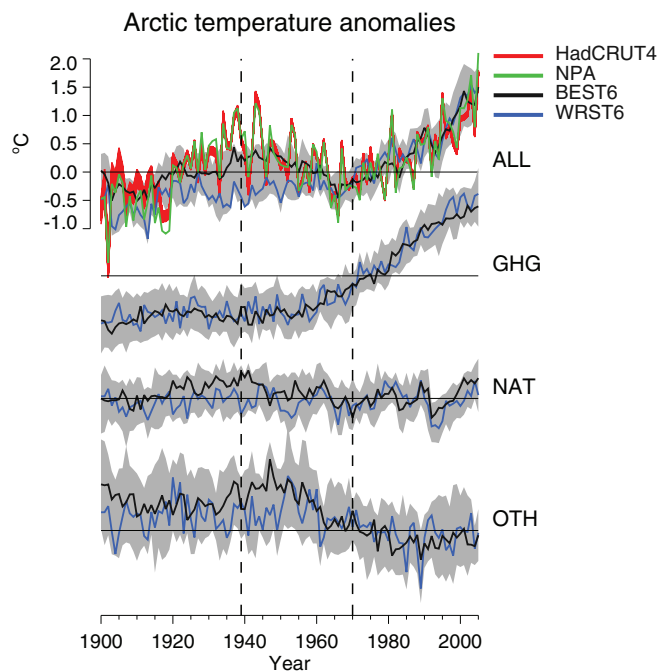 Arctic temperature anomalies
HadCRUT4
NPA
BEST6
WRST6
2.0
1.5
1.0
0.5
0.0
-0.5
-1.0
oC
ALL
GHG
NAT
OTH
1900 1920 1940 1960 1980 2000
Year